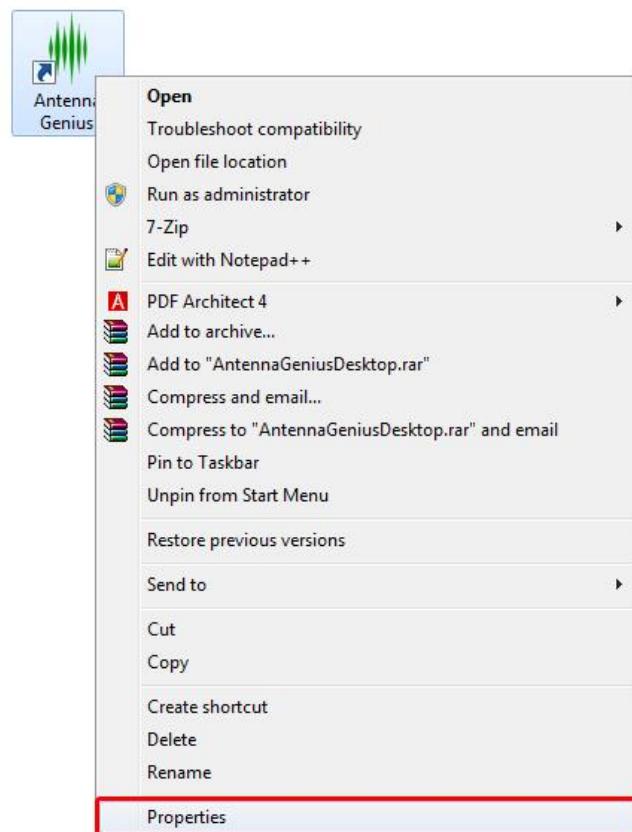 Antenna
Genius
Open
Troubleshoot compatibility
Open file location
Run as administrator
7-Zip
Edit with Notepad++
PDF Architect 4
Add to archive...
Add to "AntennaGeniusDesktop.rar"
Compress and email...
Compress to "AntennaGeniusDesktop.rar" and email
Pin to Taskbar
Unpin from Start Menu
Restore previous versions
Send to
Cut
Copy
Create shortcut
Delete
Rename
Properties